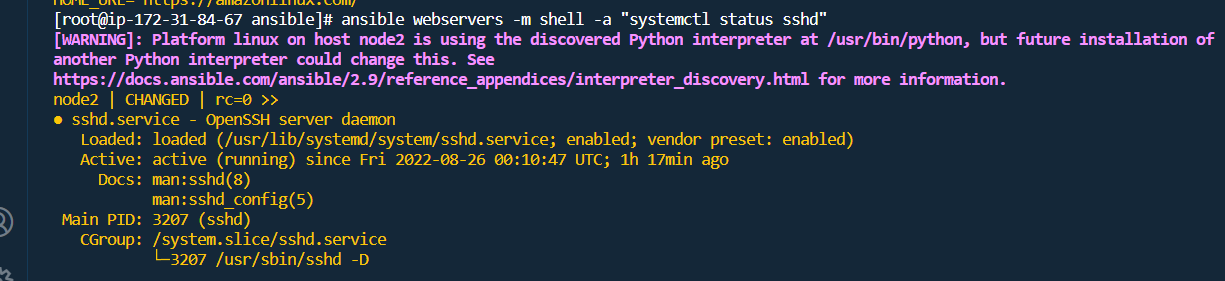 HOME_URL="https://amazonlinux.com/"
[root@ip-172-31-84-67 ansible]# ansible webservers -m shell -a "systemctl status sshd"
[WARNING]: Platform linux on host node2 is using the discovered Python interpreter at /usr/bin/python, but future installation of
another Python interpreter could change this. See
https://docs.ansible.com/ansible/2.9/reference_appendices/interpreter_discovery.html for more information.
node2 | CHANGED | rc=0 >>
● sshd.service - OpenSSH server daemon
   Loaded: loaded (/usr/lib/systemd/system/sshd.service; enabled; vendor preset: enabled)
   Active: active (running) since Fri 2022-08-26 00:10:47 UTC; 1h 17min ago
     Docs: man:sshd(8)
           man:sshd_config(5)
 Main PID: 3207 (sshd)
   CGroup: /system.slice/sshd.service
           └─3207 /usr/sbin/sshd -D